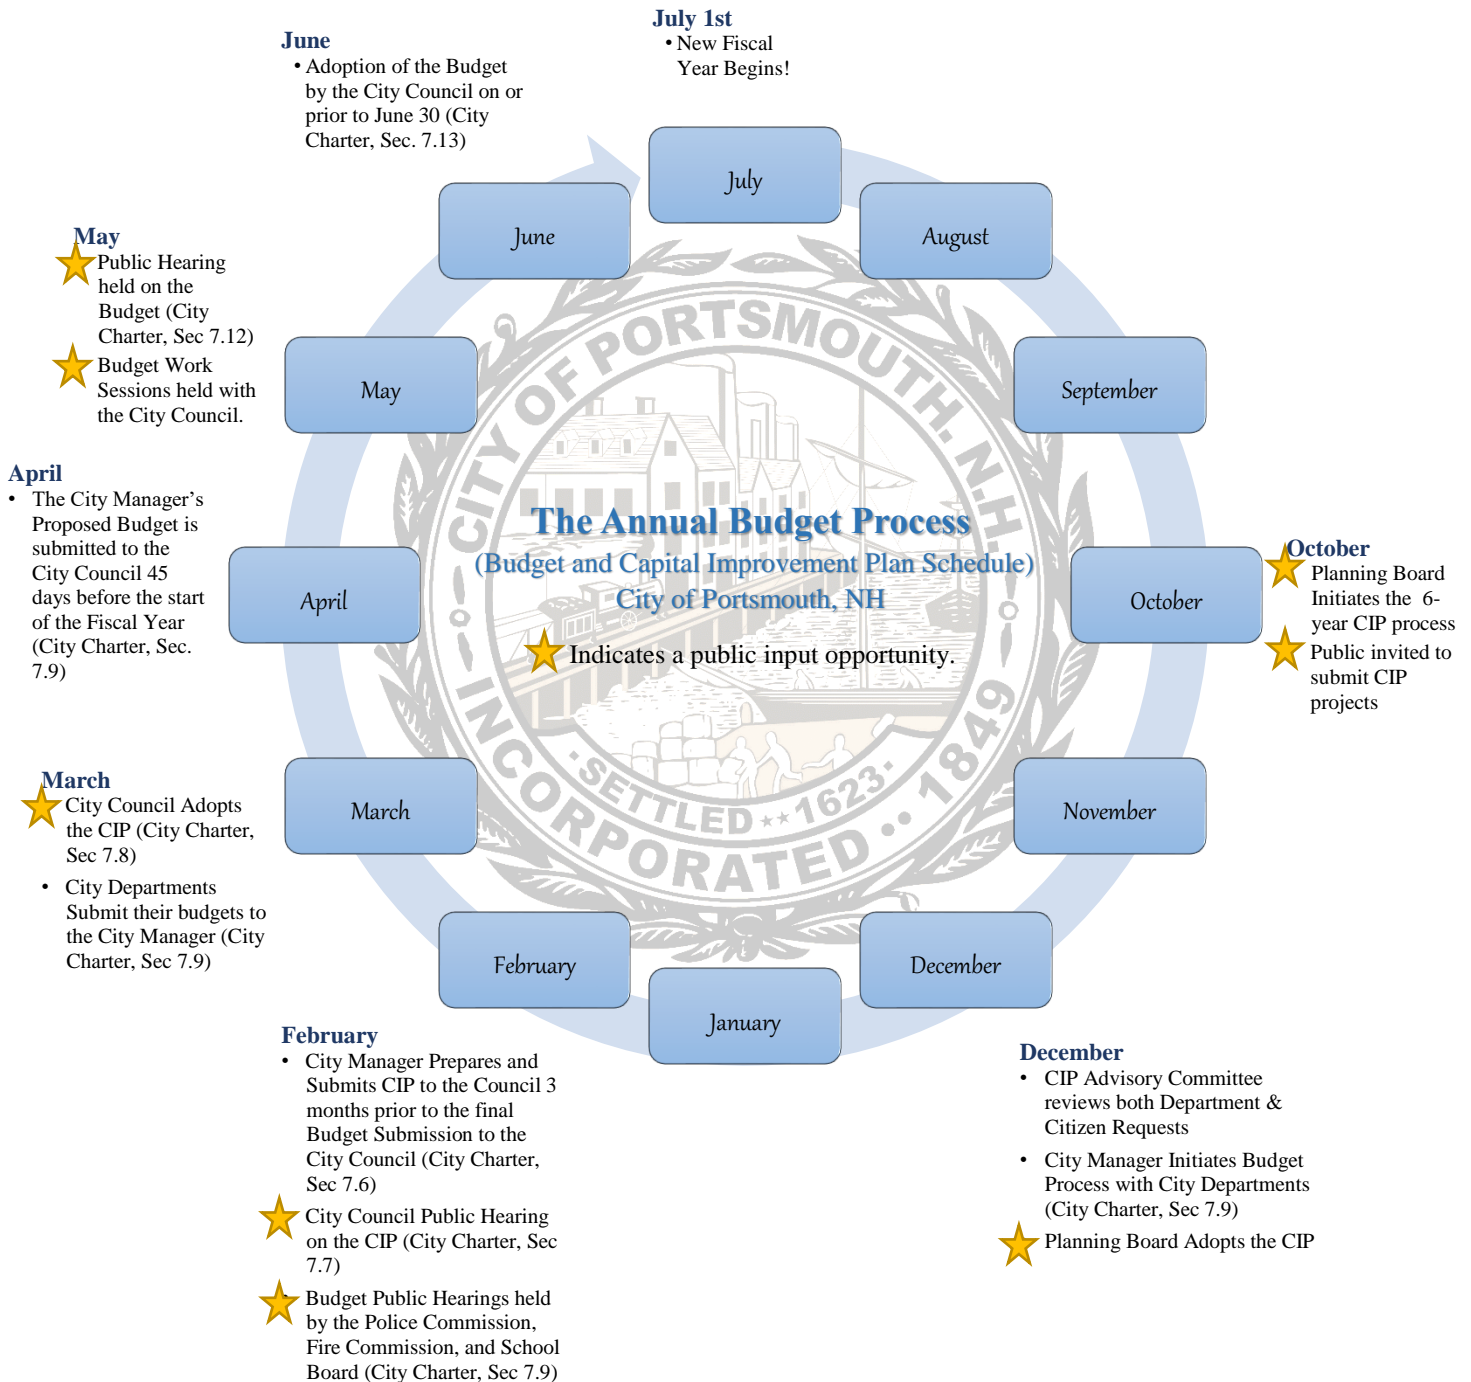 July 1st
• New Fiscal
Year Begins!
June
• Adoption of the Budget
by the City Council on or
prior to June 30 (City
Charter, Sec. 7.13)
July
June
August
May
Public Hearing
held on the
Budget (City
Charter, Sec 7.12)
Budget Work
Sessions held with
the City Council.
May
September
CITY OF PORTSMOUTH, N.H.
April
• The City Manager’s
Proposed Budget is
submitted to the
City Council 45
days before the start
of the Fiscal Year
(City Charter, Sec.
7.9)
The Annual Budget Process
(Budget and Capital Improvement Plan Schedule)
City of Portsmouth, NH
Indicates a public input opportunity.
April
October
October
Planning Board
Initiates the 6-
year CIP process
Public invited to
submit CIP
projects
March
City Council Adopts
the CIP (City Charter,
Sec 7.8)
• City Departments
Submit their budgets to
the City Manager (City
Charter, Sec 7.9)
March
November
·SETTLED ★★ 1623·
INCORPORATED •• 1849
February
December
January
February
• City Manager Prepares and
Submits CIP to the Council 3
months prior to the final
Budget Submission to the
City Council (City Charter,
Sec 7.6)
City Council Public Hearing
on the CIP (City Charter, Sec
7.7)
Budget Public Hearings held
by the Police Commission,
Fire Commission, and School
Board (City Charter, Sec 7.9)
December
• CIP Advisory Committee
reviews both Department &
Citizen Requests
• City Manager Initiates Budget
Process with City Departments
(City Charter, Sec 7.9)
Planning Board Adopts the CIP